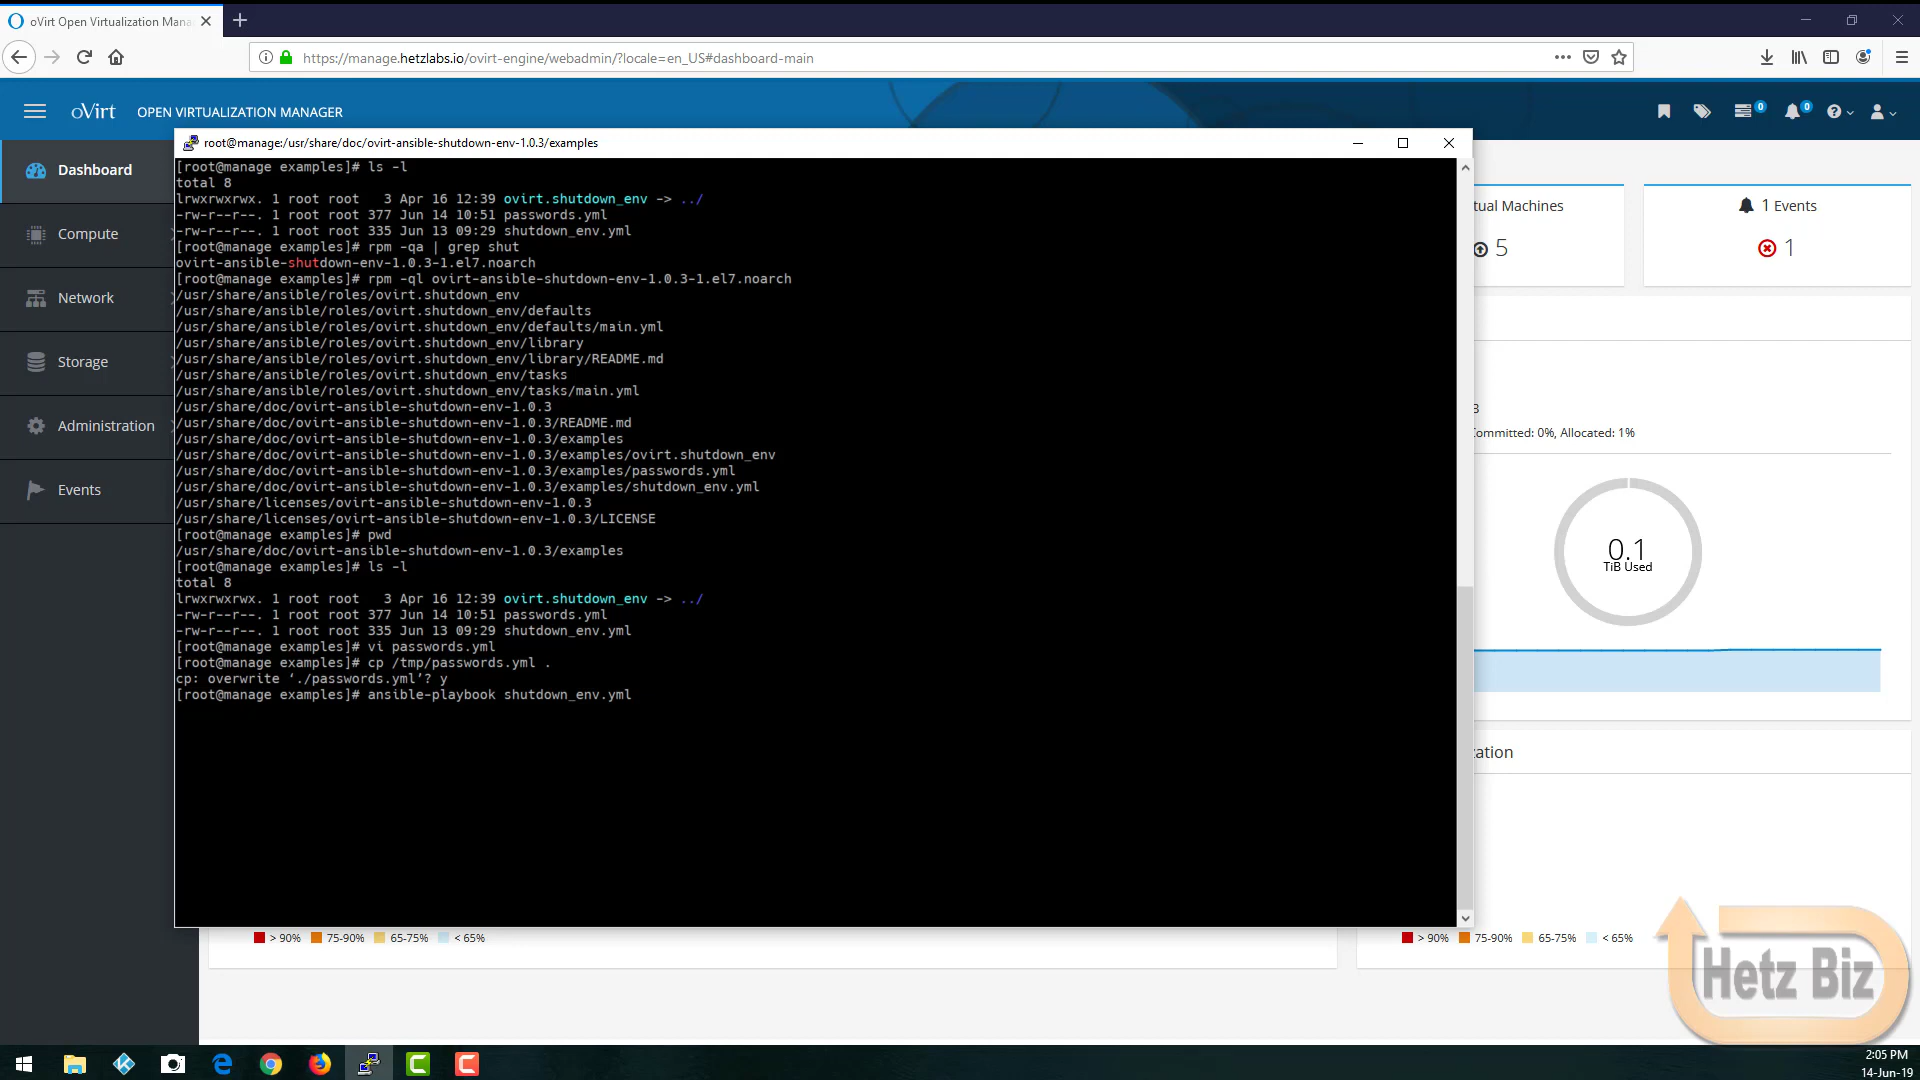 oVirt Open Virtualization Mana
https://manage.hetzlabs.io/ovirt-engine/webadmin/?locale=en_US#dashboard-main
oVirt OPEN VIRTUALIZATION MANAGER
0
0
Dashboard
Compute
Network
Storage
Administration
Events
root@manage:/usr/share/doc/ovirt-ansible-shutdown-env-1.0.3/examples
[root@manage examples]# ls -l
total 8
lrwxrwxrwx. 1 root root   3 Apr 16 12:39 ovirt.shutdown_env -> ../
-rw-r--r--. 1 root root 377 Jun 14 10:51 passwords.yml
-rw-r--r--. 1 root root 335 Jun 13 09:29 shutdown_env.yml
[root@manage examples]# rpm -qa | grep shut
ovirt-ansible-shutdown-env-1.0.3-1.el7.noarch
[root@manage examples]# rpm -ql ovirt-ansible-shutdown-env-1.0.3-1.el7.noarch
/usr/share/ansible/roles/ovirt.shutdown_env
/usr/share/ansible/roles/ovirt.shutdown_env/defaults
/usr/share/ansible/roles/ovirt.shutdown_env/defaults/main.yml
/usr/share/ansible/roles/ovirt.shutdown_env/library
/usr/share/ansible/roles/ovirt.shutdown_env/library/README.md
/usr/share/ansible/roles/ovirt.shutdown_env/tasks
/usr/share/ansible/roles/ovirt.shutdown_env/tasks/main.yml
/usr/share/doc/ovirt-ansible-shutdown-env-1.0.3
/usr/share/doc/ovirt-ansible-shutdown-env-1.0.3/README.md
/usr/share/doc/ovirt-ansible-shutdown-env-1.0.3/examples
/usr/share/doc/ovirt-ansible-shutdown-env-1.0.3/examples/ovirt.shutdown_env
/usr/share/doc/ovirt-ansible-shutdown-env-1.0.3/examples/passwords.yml
/usr/share/doc/ovirt-ansible-shutdown-env-1.0.3/examples/shutdown_env.yml
/usr/share/licenses/ovirt-ansible-shutdown-env-1.0.3
/usr/share/licenses/ovirt-ansible-shutdown-env-1.0.3/LICENSE
[root@manage examples]# pwd
/usr/share/doc/ovirt-ansible-shutdown-env-1.0.3/examples
[root@manage examples]# ls -l
total 8
lrwxrwxrwx. 1 root root   3 Apr 16 12:39 ovirt.shutdown_env -> ../
-rw-r--r--. 1 root root 377 Jun 14 10:51 passwords.yml
-rw-r--r--. 1 root root 335 Jun 13 09:29 shutdown_env.yml
[root@manage examples]# vi passwords.yml
[root@manage examples]# cp /tmp/passwords.yml .
cp: overwrite ‘./passwords.yml’? y
[root@manage examples]# ansible-playbook shutdown_env.yml
tual Machines
5
1 Events
1
ommitted: 0%, Allocated: 1%
0.1
TiB Used
zation
> 90% 75-90% 65-75% < 65%
> 90% 75-90% 65-75% < 65%
Hetz Biz
2:05 PM
14-Jun-19